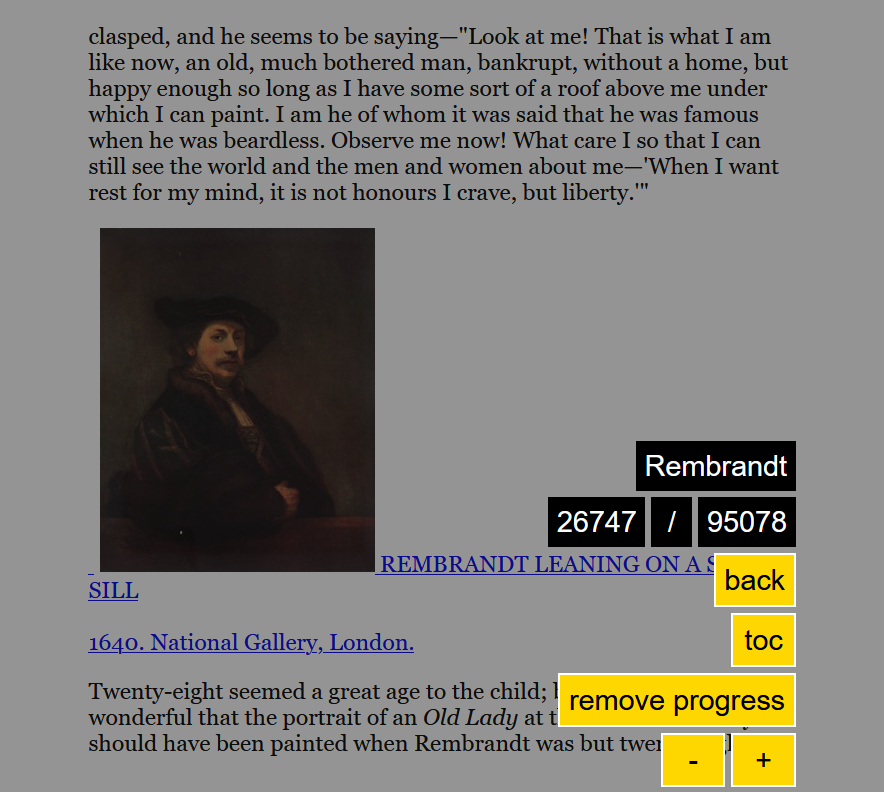 clasped, and he seems to be saying—"Look at me! That is what I am
like now, an old, much bothered man, bankrupt, without a home, but
happy enough so long as I have some sort of a roof above me under
which I can paint. I am he of whom it was said that he was famous
when he was beardless. Observe me now! What care I so that I can
still see the world and the men and women about me—'When I want
rest for my mind, it is not honours I crave, but liberty.'"
Rembrandt
26747 / 95078
REMBRANDT LEANING ON A
SILL
back
1640. National Gallery, London.
toc
Twenty-eight seemed a great age to the child;
remove progress
wonderful that the portrait of an Old Lady at
should have been painted when Rembrandt was but
- +